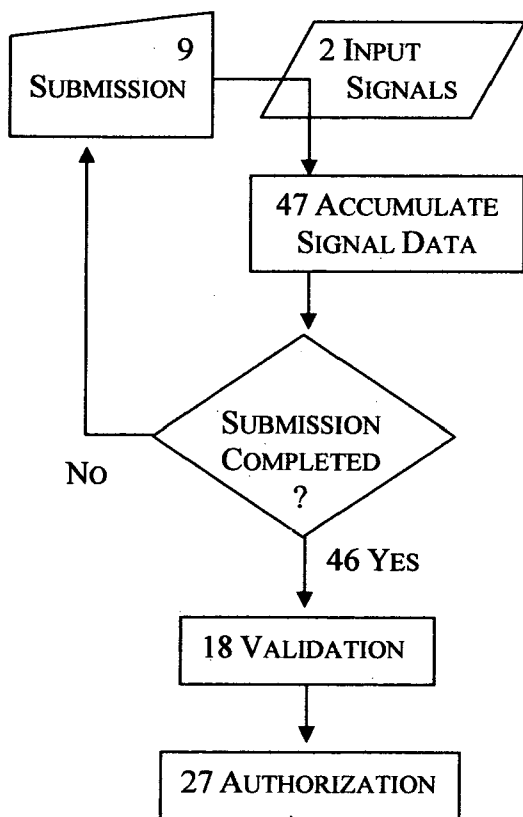 9
SUBMISSION
2 INPUT
SIGNALS
47 ACCUMULATE
SIGNAL DATA
SUBMISSION
COMPLETED
?
NO
46 YES
18 VALIDATION
27 AUTHORIZATION